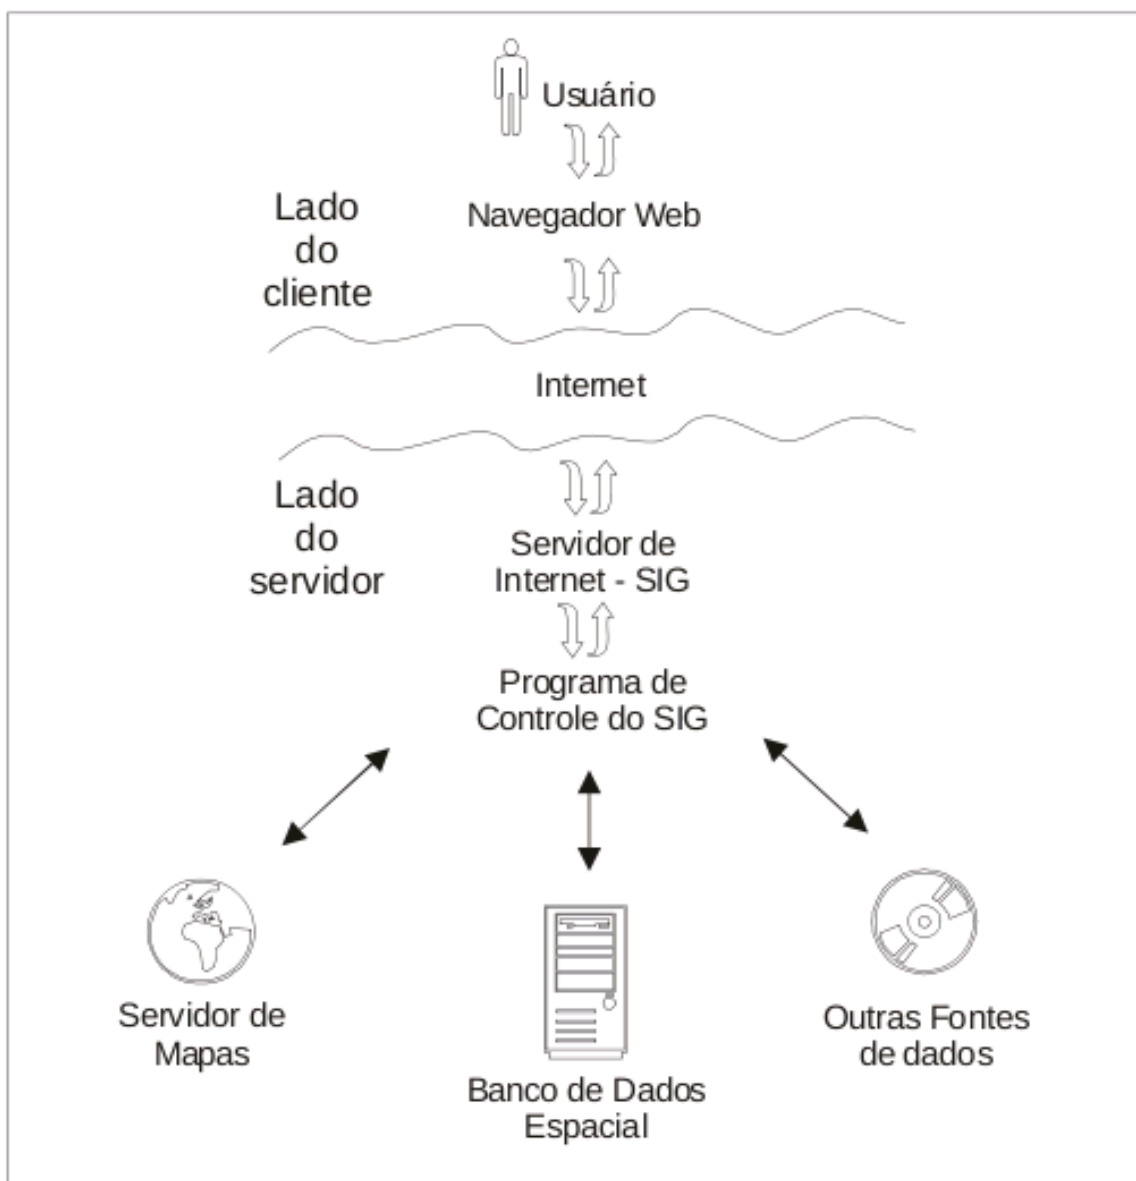 Usuário
Lado
do
cliente
Navegador Web
Internet
Lado
do
servidor
Servidor de
Internet - SIG
Programa de
Controle do SIG
Servidor de
Mapas
Banco de Dados
Espacial
Outras Fontes
de dados